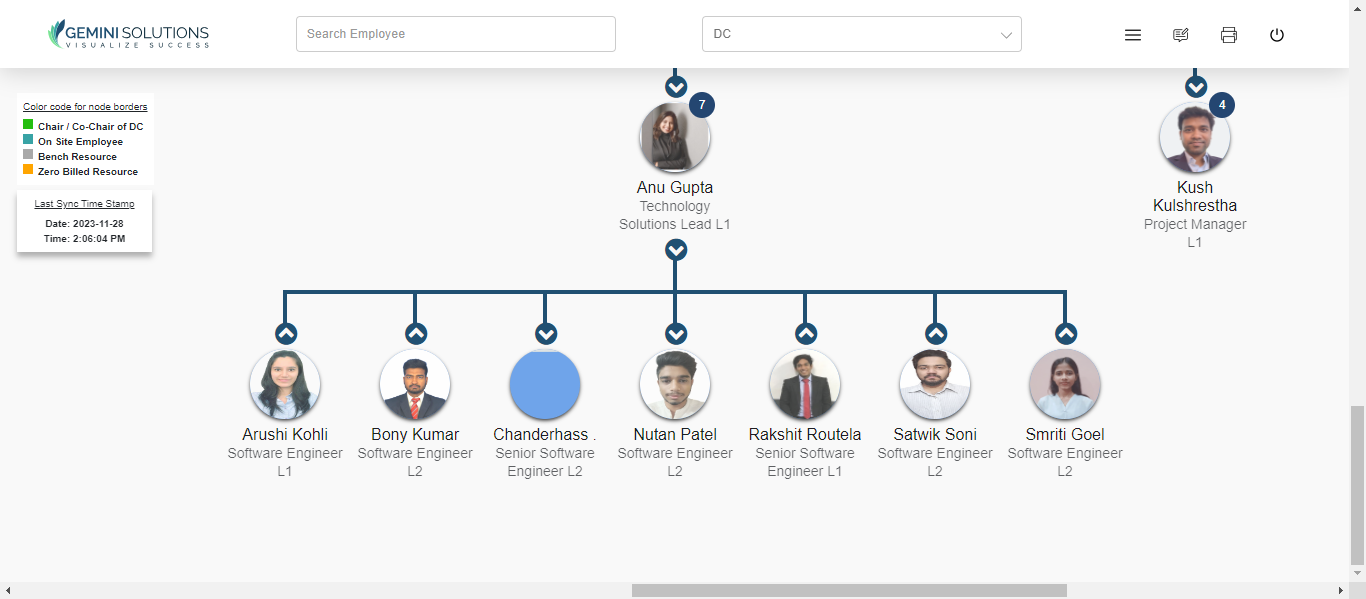 GEMINI SOLUTIONS
VISUALIZE SUCCESS
Search Employee
DC
Color code for node borders
Chair / Co-Chair of DC
On Site Employee
Bench Resource
Zero Billed Resource
Last Sync Time Stamp
Date: 2023-11-28
Time: 2:06:04 PM
7
Anu Gupta
Technology
Solutions Lead L1
4
Kush
Kulshrestha
Project Manager
L1
Arushi Kohli
Software Engineer
L1
Bony Kumar
Software Engineer
L2
Chanderhass .
Senior Software
Engineer L2
Nutan Patel
Software Engineer
L2
Rakshit Routela
Senior Software
Engineer L1
Satwik Soni
Software Engineer
L2
Smriti Goel
Software Engineer
L2